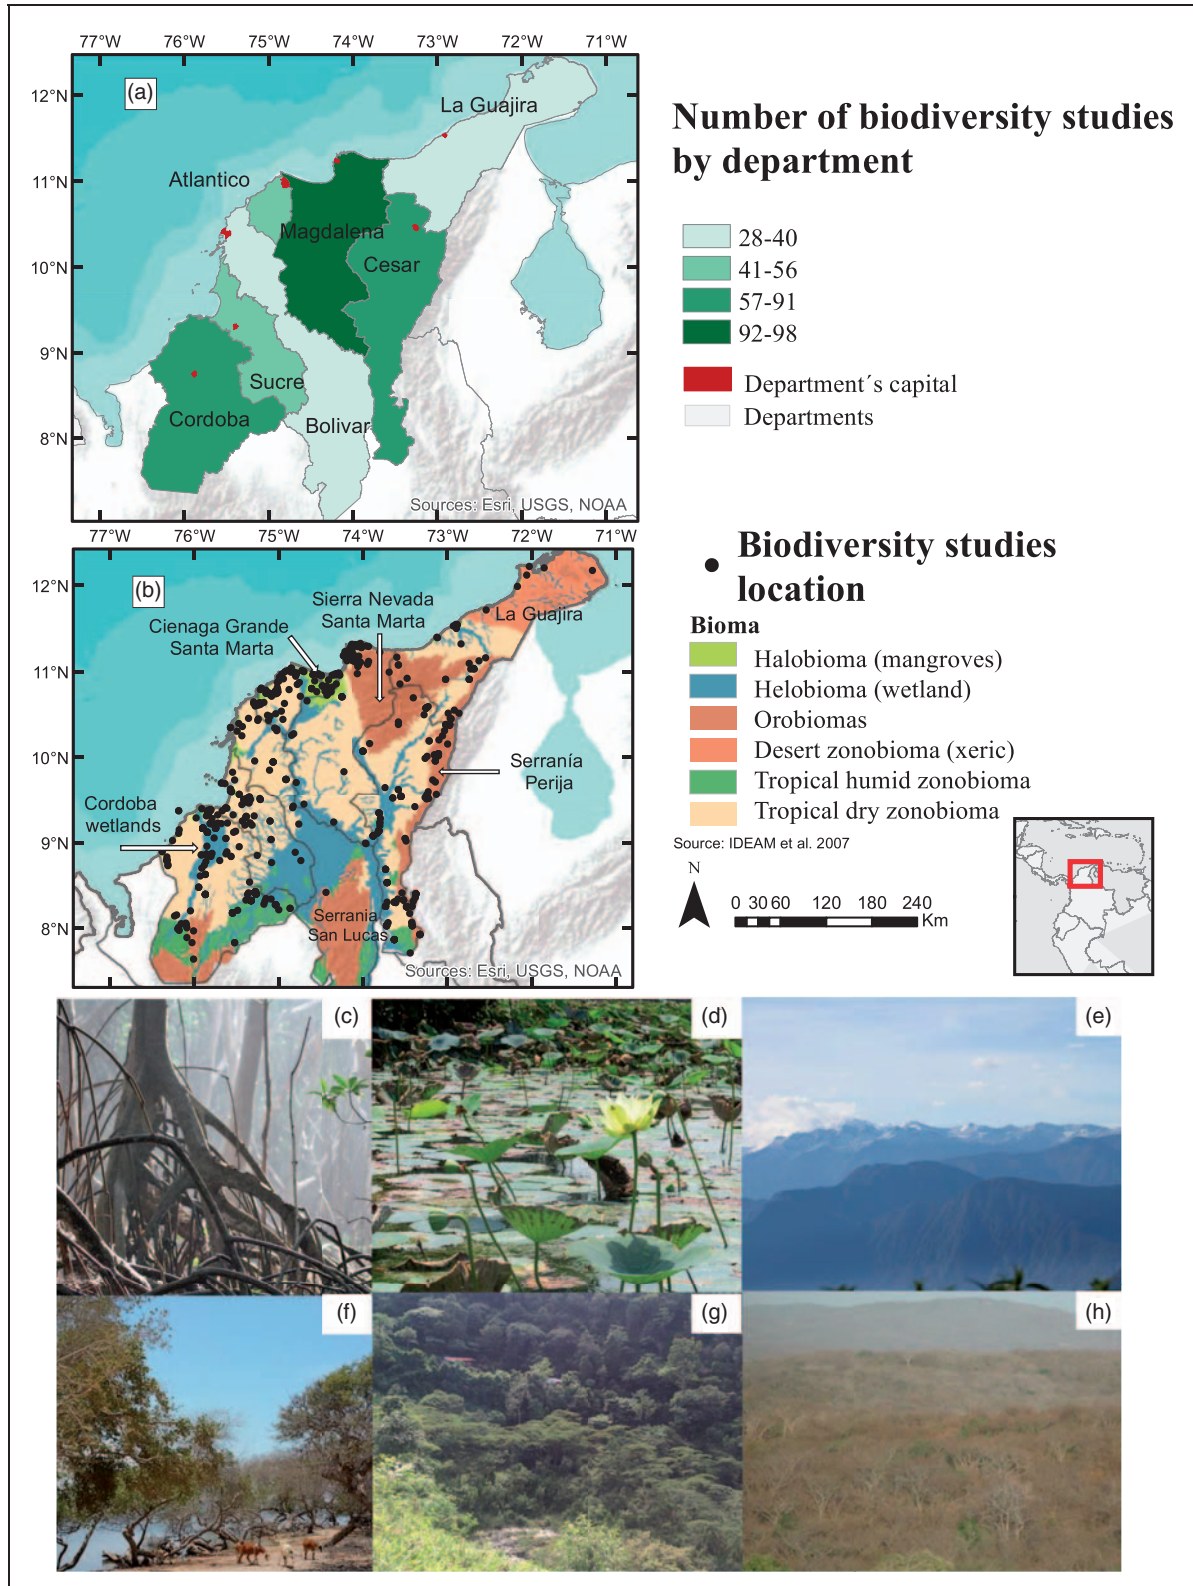 77°W 76°W 75°W 74°W 73°W 72°W 71°W
(a)
12°N
11°N
10°N
9°N
8°N
La Guajira
Atlantico
Magdalena
Cesar
Sucre
Cordoba
Bolivar
Sources: Esri, USGS, NOAA
Number of biodiversity studies
by department
28-40
41-56
57-91
92-98
Department´s capital
Departments
77°W 76°W 75°W 74°W 73°W 72°W 71°W
(b)
12°N
11°N
10°N
9°N
8°N
Sierra Nevada
Santa Marta
La Guajira
Cienaga Grande
Santa Marta
Serranía
Perija
Cordoba
wetlands
Serrania
San Lucas
Sources: Esri, USGS, NOAA
Biodiversity studies
location
Bioma
Halobioma (mangroves)
Helobioma (wetland)
Orobiomas
Desert zonobioma (xeric)
Tropical humid zonobioma
Tropical dry zonobioma
Source: IDEAM et al. 2007
N
0 30 60 120 180 240
Km
(c)
(d)
(e)
(f)
(g)
(h)